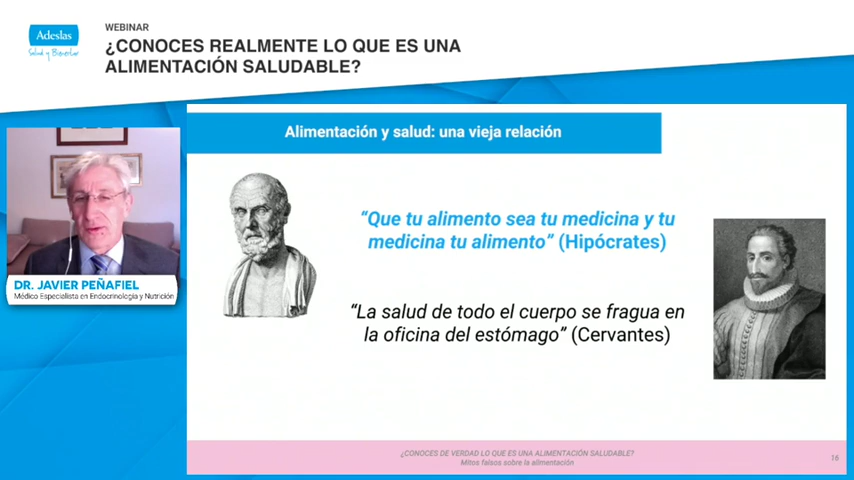 Adeslas
Salud y Bienestar
WEBINAR
¿CONOCES REALMENTE LO QUE ES UNA
ALIMENTACIÓN SALUDABLE?
Alimentación y salud: una vieja relación
“Que tu alimento sea tu medicina y tu
medicina tu alimento” (Hipócrates)
“La salud de todo el cuerpo se fragua en
la oficina del estómago” (Cervantes)
DR. JAVIER PEÑAFIEL
Médico Especialista en Endocrinología y Nutrición
¿CONOCES DE VERDAD LO QUE ES UNA ALIMENTACIÓN SALUDABLE?
Mitos falsos sobre la alimentación
16